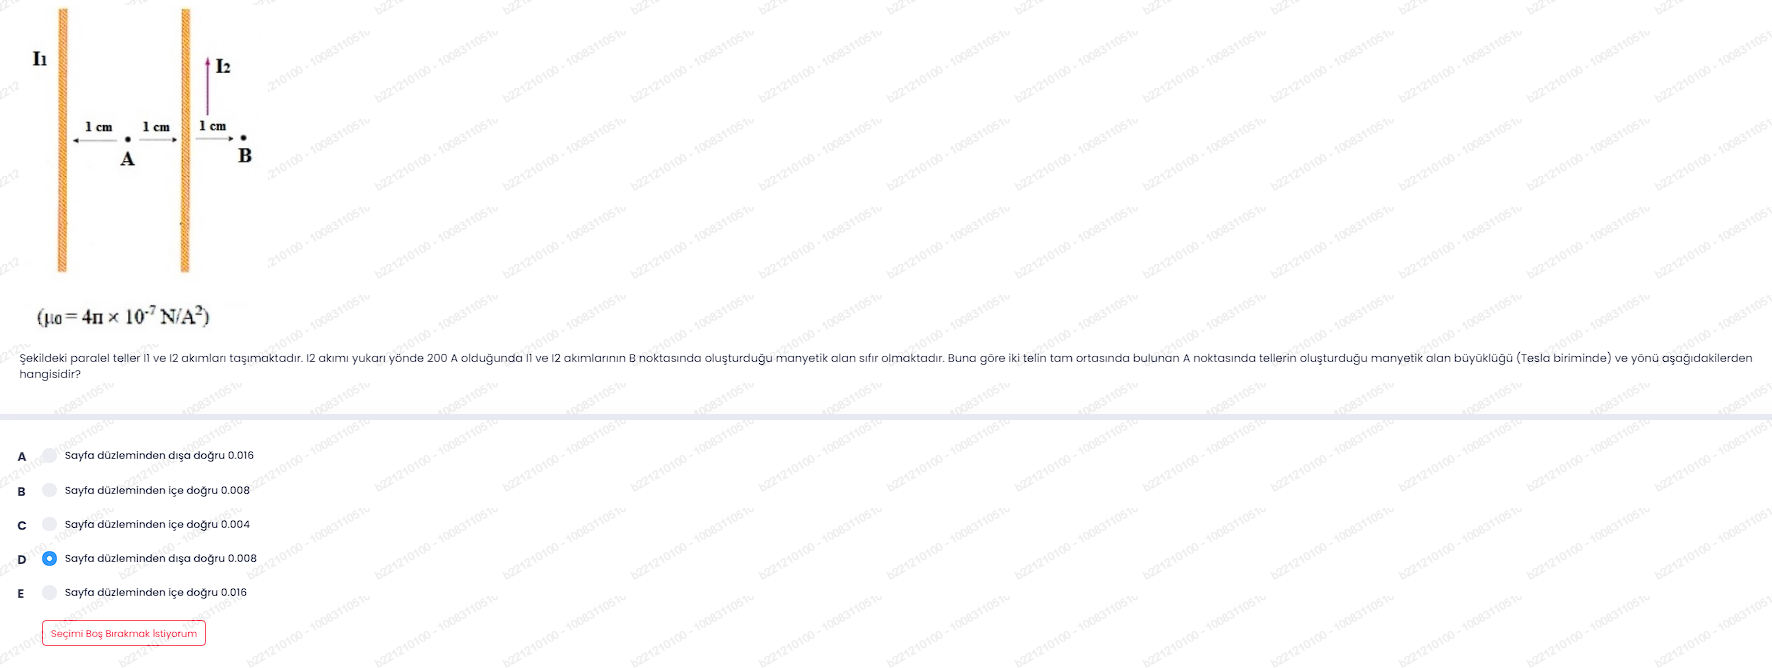 I1
I2
1 cm 1 cm 1 cm
A B
(μ0 = 4π × 10⁻⁷ N/A²)
Şekildeki paralel teller I1 ve I2 akımları taşımaktadır. I2 akımı yukarı yönde 200 A olduğunda I1 ve I2 akımlarının B noktasında oluşturduğu manyetik alan sıfır olmaktadır. Buna göre iki telin tam ortasında bulunan A noktasında tellerin oluşturduğu manyetik alan büyüklüğü (Tesla biriminde) ve yönü aşağıdakilerden
hangisidir?
A Sayfa düzleminden dışa doğru 0.016
B Sayfa düzleminden içe doğru 0.008
C Sayfa düzleminden içe doğru 0.004
D Sayfa düzleminden dışa doğru 0.008
E Sayfa düzleminden içe doğru 0.016
Seçimi Boş Bırakmak İstiyorum